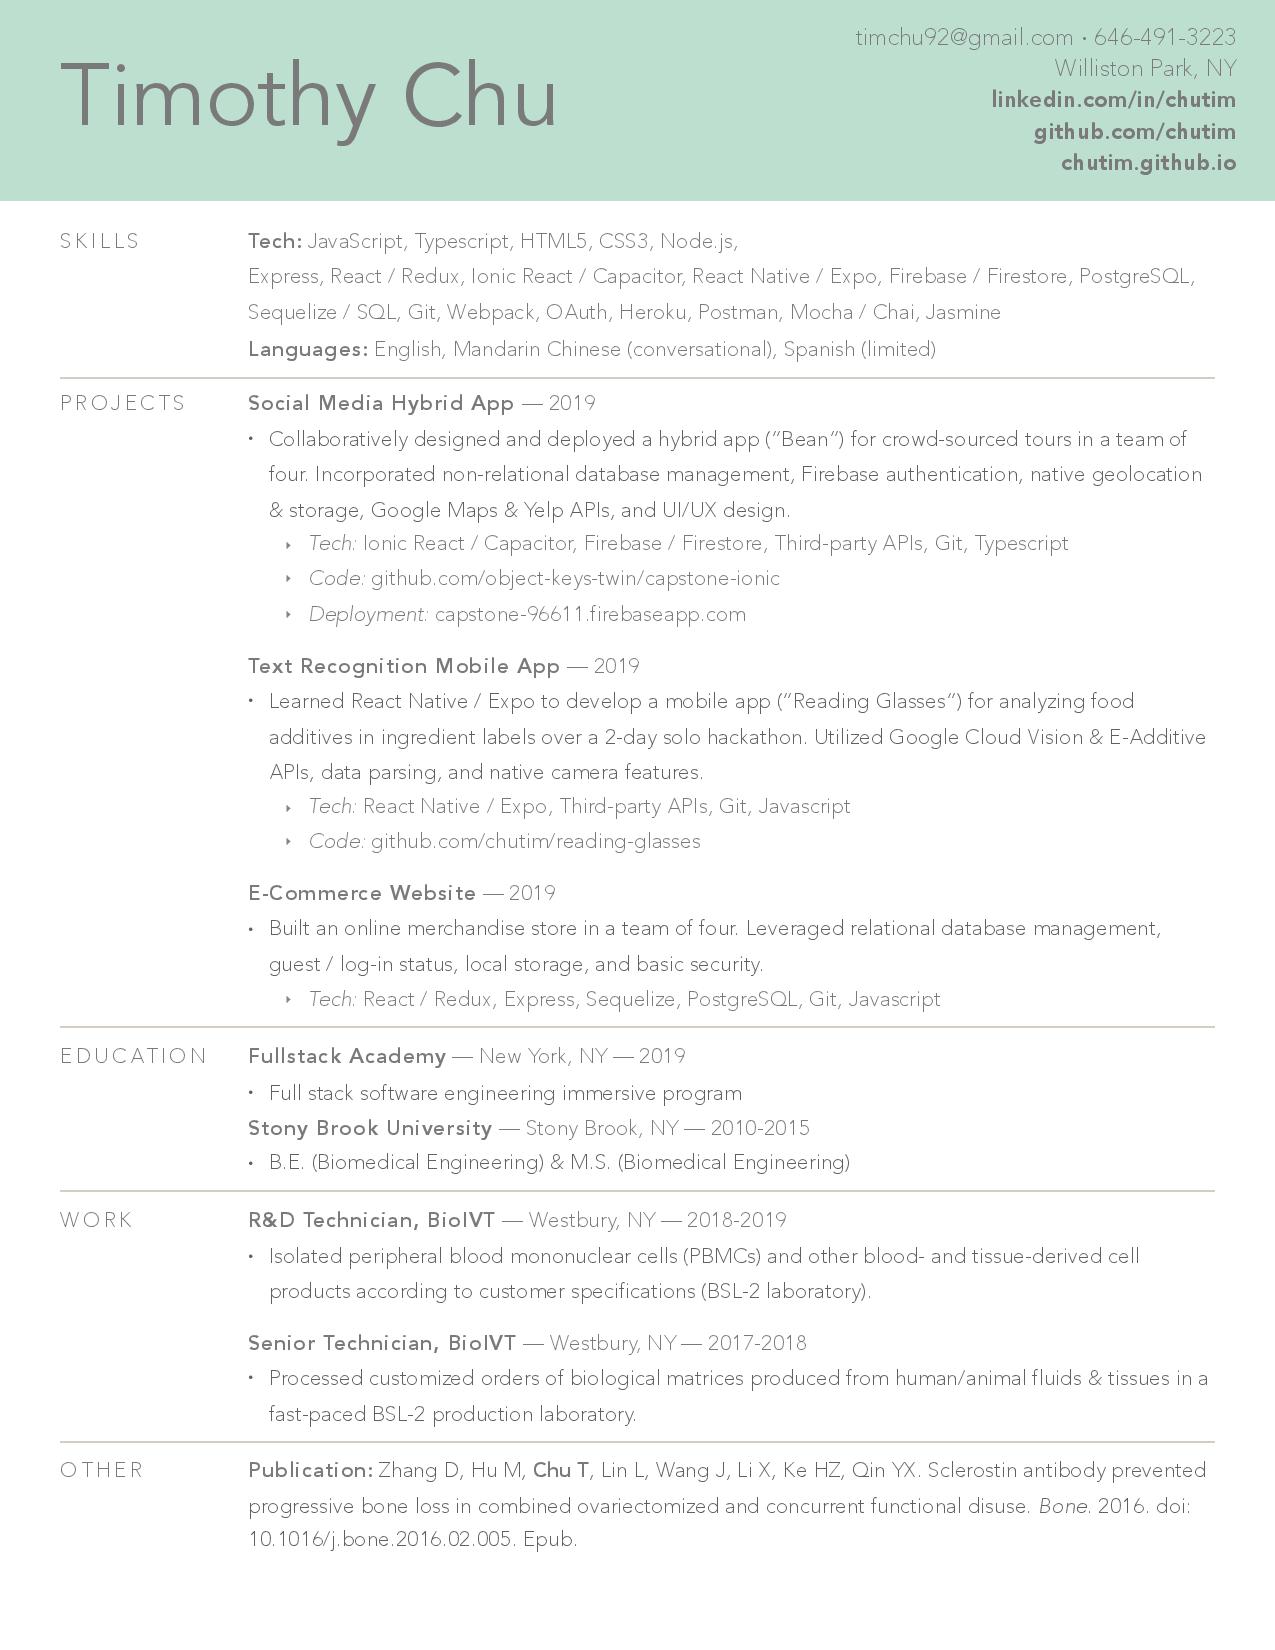 Timothy Chu
timchu92@gmail.com · 646-491-3223
Williston Park, NY
linkedin.com/in/chutim
github.com/chutim
chutim.github.io
SKILLS
Tech: JavaScript, Typescript, HTML5, CSS3, Node.js,
Express, React / Redux, Ionic React / Capacitor, React Native / Expo, Firebase / Firestore, PostgreSQL,
Sequelize / SQL, Git, Webpack, OAuth, Heroku, Postman, Mocha / Chai, Jasmine
Languages: English, Mandarin Chinese (conversational), Spanish (limited)
PROJECTS
Social Media Hybrid App — 2019
• Collaboratively designed and deployed a hybrid app (“Bean”) for crowd-sourced tours in a team of
four. Incorporated non-relational database management, Firebase authentication, native geolocation
& storage, Google Maps & Yelp APIs, and UI/UX design.
‣ Tech: Ionic React / Capacitor, Firebase / Firestore, Third-party APIs, Git, Typescript
‣ Code: github.com/object-keys-twin/capstone-ionic
‣ Deployment: capstone-96611.firebaseapp.com
Text Recognition Mobile App — 2019
• Learned React Native / Expo to develop a mobile app (“Reading Glasses”) for analyzing food
additives in ingredient labels over a 2-day solo hackathon. Utilized Google Cloud Vision & E-Additive
APIs, data parsing, and native camera features.
‣ Tech: React Native / Expo, Third-party APIs, Git, Javascript
‣ Code: github.com/chutim/reading-glasses
E-Commerce Website — 2019
• Built an online merchandise store in a team of four. Leveraged relational database management,
guest / log-in status, local storage, and basic security.
‣ Tech: React / Redux, Express, Sequelize, PostgreSQL, Git, Javascript
EDUCATION
Fullstack Academy — New York, NY — 2019
• Full stack software engineering immersive program
Stony Brook University — Stony Brook, NY — 2010-2015
• B.E. (Biomedical Engineering) & M.S. (Biomedical Engineering)
WORK
R&D Technician, BioIVT — Westbury, NY — 2018-2019
• Isolated peripheral blood mononuclear cells (PBMCs) and other blood- and tissue-derived cell
products according to customer specifications (BSL-2 laboratory).
Senior Technician, BioIVT — Westbury, NY — 2017-2018
• Processed customized orders of biological matrices produced from human/animal fluids & tissues in a
fast-paced BSL-2 production laboratory.
OTHER
Publication: Zhang D, Hu M, Chu T, Lin L, Wang J, Li X, Ke HZ, Qin YX. Sclerostin antibody prevented
progressive bone loss in combined ovariectomized and concurrent functional disuse. Bone. 2016. doi:
10.1016/j.bone.2016.02.005. Epub.